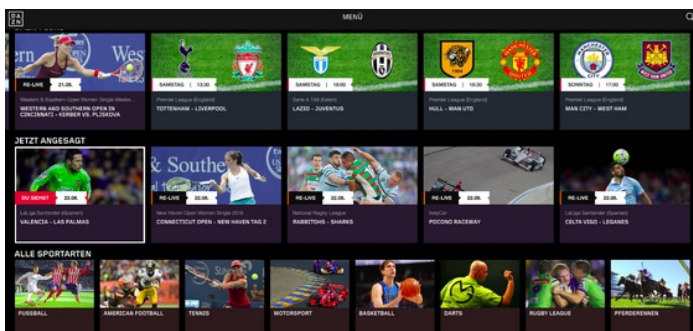 DAZN
MENÜ
RE-LIVE 21.08.
SAMSTAG | 13:30
SAMSTAG | 18:00
SAMSTAG | 18:30
SONNTAG | 17:00
Western & Southern Open Women Single Wester...
Premier League (England)
Serie A TIM (Italien)
Premier League (England)
Premier League (England)
WESTERN AND SOUTHERN OPEN IN CINCINNATI - KERBER VS. PLISKOVA
TOTTENHAM - LIVERPOOL
LAZIO - JUVENTUS
HULL - MAN UTD
MAN CITY - WEST HAM
JETZT ANGESAGT
DU SIEHST 22.08.
RE-LIVE 22.08.
RE-LIVE 22.08.
RE-LIVE 22.08.
RE-LIVE 22.08.
LaLiga Santander (Spanien)
New Haven Open Women Single 2016
National Rugby League
IndyCar
LaLiga Santander (Spanien)
VALENCIA - LAS PALMAS
CONNECTICUT OPEN - NEW HAVEN TAG 2
RABBITOHS - SHARKS
POCONO RACEWAY
CELTA VIGO - LEGANES
ALLE SPORTARTEN
FUSSBALL
AMERICAN FOOTBALL
TENNIS
MOTORSPORT
BASKETBALL
DARTS
RUGBY LEAGUE
PFERDERENNEN